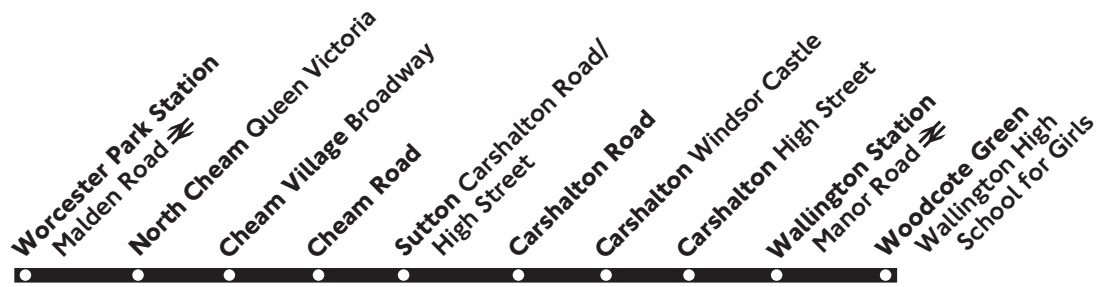 Worcester Park Station
Malden Road
North Cheam Queen Victoria
Cheam Village Broadway
Cheam Road
Sutton Carshalton Road/
High Street
Carshalton Road
Carshalton Windsor Castle
Carshalton High Street
Wallington Station
Manor Road
Woodcote Green
Wallington High
School for Girls